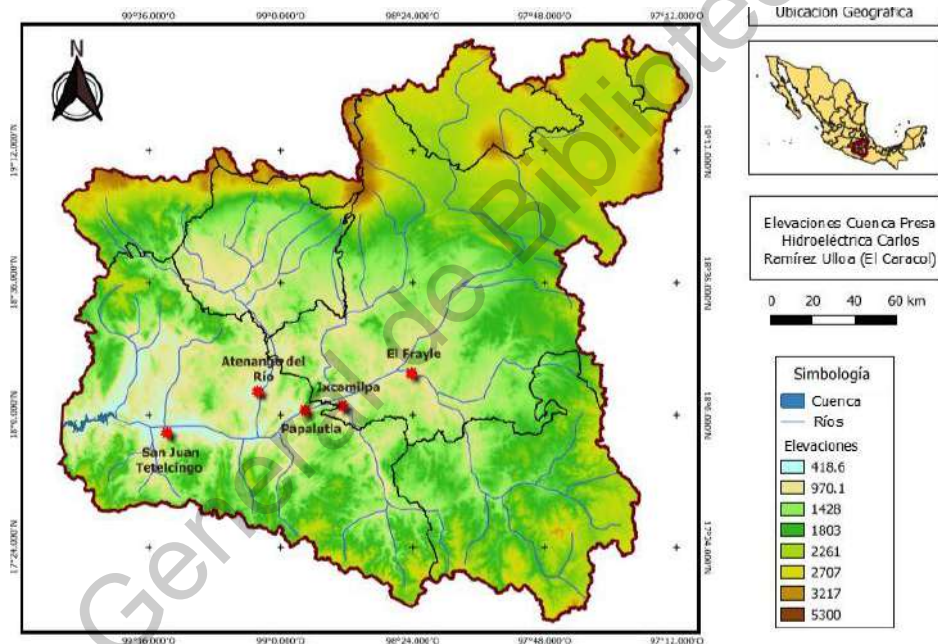 99°36.000'O 99°0.000'O 98°24.000'O 97°48.000'O 97°12.000'O
Ubicación Geográfica
N
19°12.000'N
19°12.000'N
Elevaciones Cuenca Presa
Hidroeléctrica Carlos
Ramírez Ulloa (El Caracol)
18°36.000'N
18°36.000'N
0 20 40 60 km
El Frayle
Atenango del
Río
Ixcamilpa
Papalutla
San Juan
Tetelcingo
18°0.000'N
18°0.000'N
Simbología
Cuenca
Ríos
Elevaciones
418.6
970.1
1428
1803
2261
2707
3217
5300
17°24.000'N
17°24.000'N
99°36.000'O 99°0.000'O 98°24.000'O 97°48.000'O 97°12.000'O
General de Bibliotec